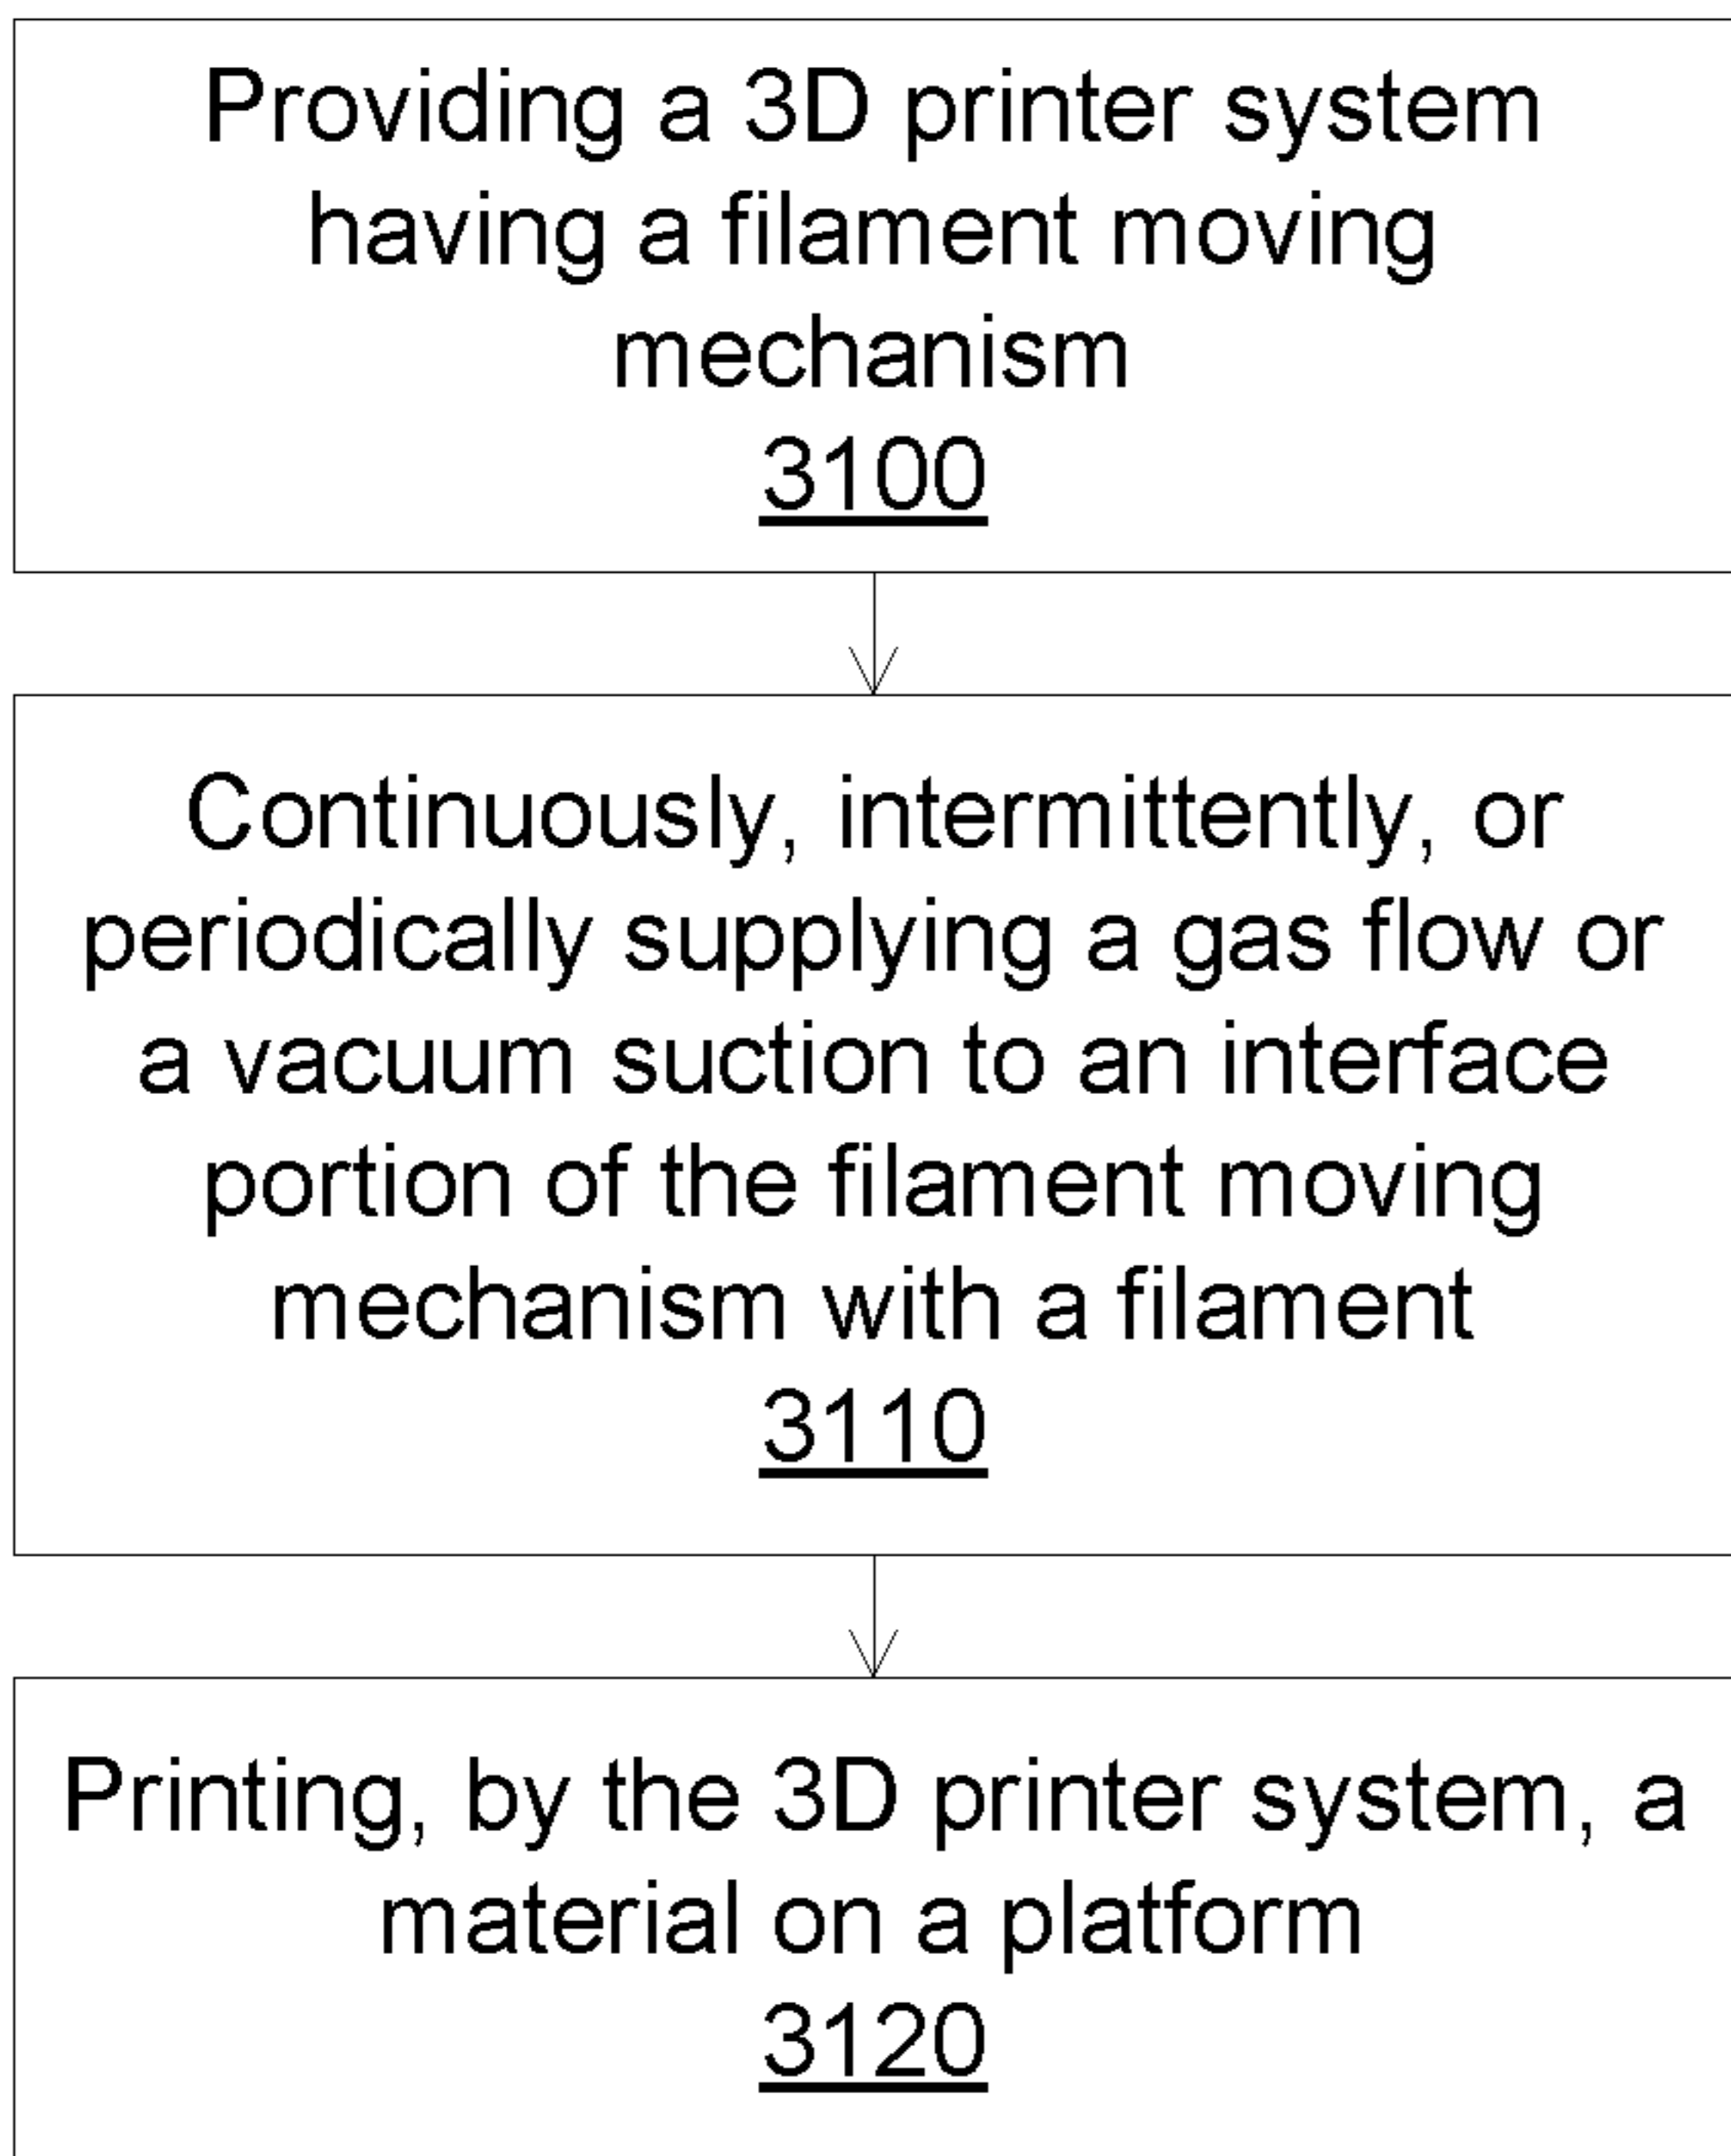 Providing a 3D printer system
having a filament moving
mechanism
3100
Continuously, intermittently, or
periodically supplying a gas flow or
a vacuum suction to an interface
portion of the filament moving
mechanism with a filament
3110
Printing, by the 3D printer system, a
material on a platform
3120